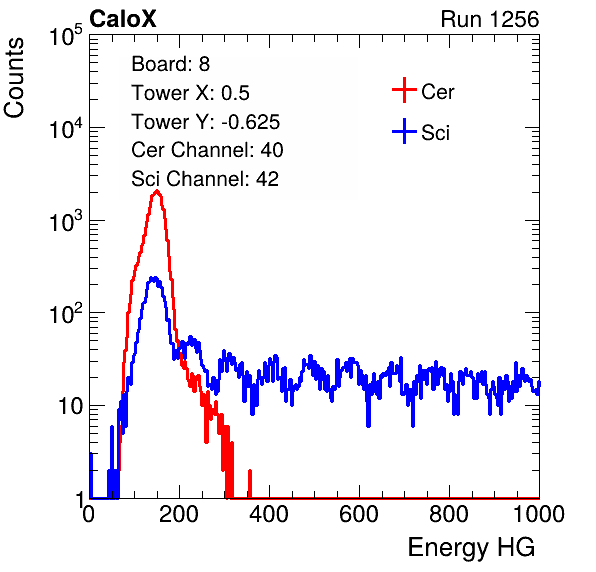 CaloX Run 1256
Counts
10^5
10^4
10^3
10^2
10
1
Board: 8
Tower X: 0.5
Tower Y: -0.625
Cer Channel: 40
Sci Channel: 42
Cer
Sci
0 200 400 600 800 1000
Energy HG